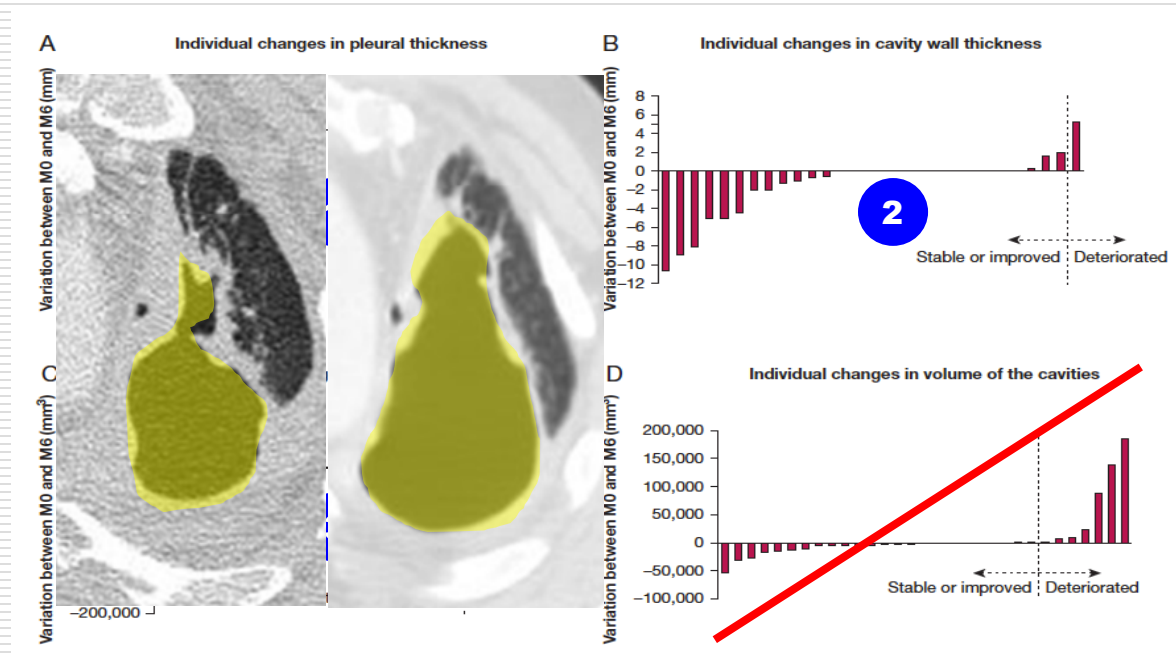 A
Individual changes in pleural thickness
Variation between M0 and M6 (mm)
B
Individual changes in cavity wall thickness
Variation between M0 and M6 (mm)
8
6
4
2
0
−2
−4
−6
−8
−10
−12
2
Stable or improved
Deteriorated
C
Variation between M0 and M6 (mm³)
−200,000
D
Individual changes in volume of the cavities
Variation between M0 and M6 (mm³)
200,000
150,000
100,000
50,000
0
−50,000
−100,000
Stable or improved
Deteriorated